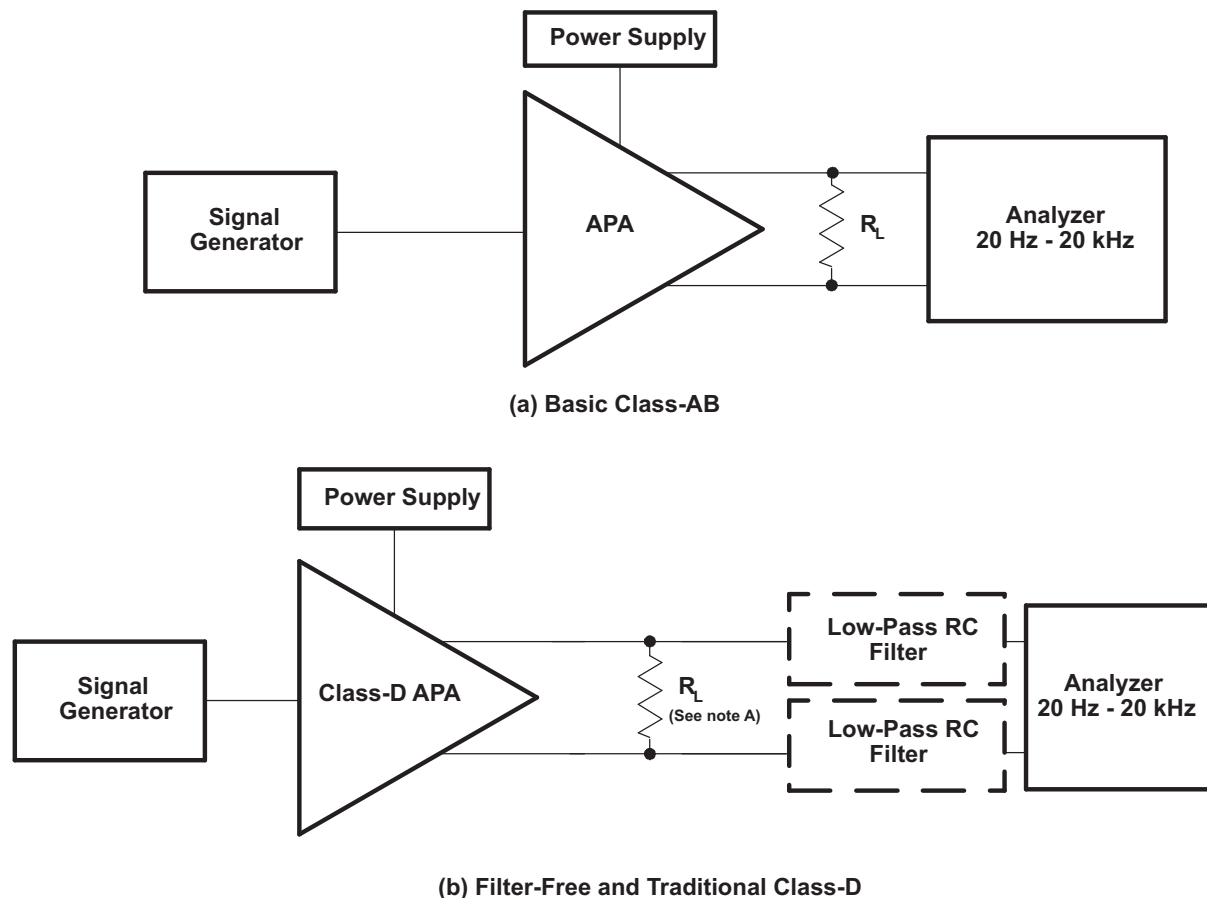 Power Supply
Signal
Generator
APA
R_L
Analyzer
20 Hz - 20 kHz
(a) Basic Class-AB
Power Supply
Signal
Generator
Class-D APA
R_L
(See note A)
Low-Pass RC
Filter
Low-Pass RC
Filter
Analyzer
20 Hz - 20 kHz
(b) Filter-Free and Traditional Class-D